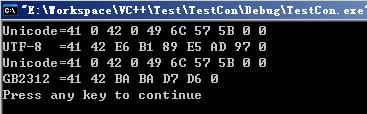 "E:\Workspace\VC++\Test\TestCon\Debug\TestCon.exe"
Unicode=41 0 42 0 49 6C 57 5B 0 0
UTF-8  =41 42 E6 B1 89 E5 AD 97 0
Unicode=41 0 42 0 49 6C 57 5B 0 0
GB2312 =41 42 BA BA D7 D6 0
Press any key to continue